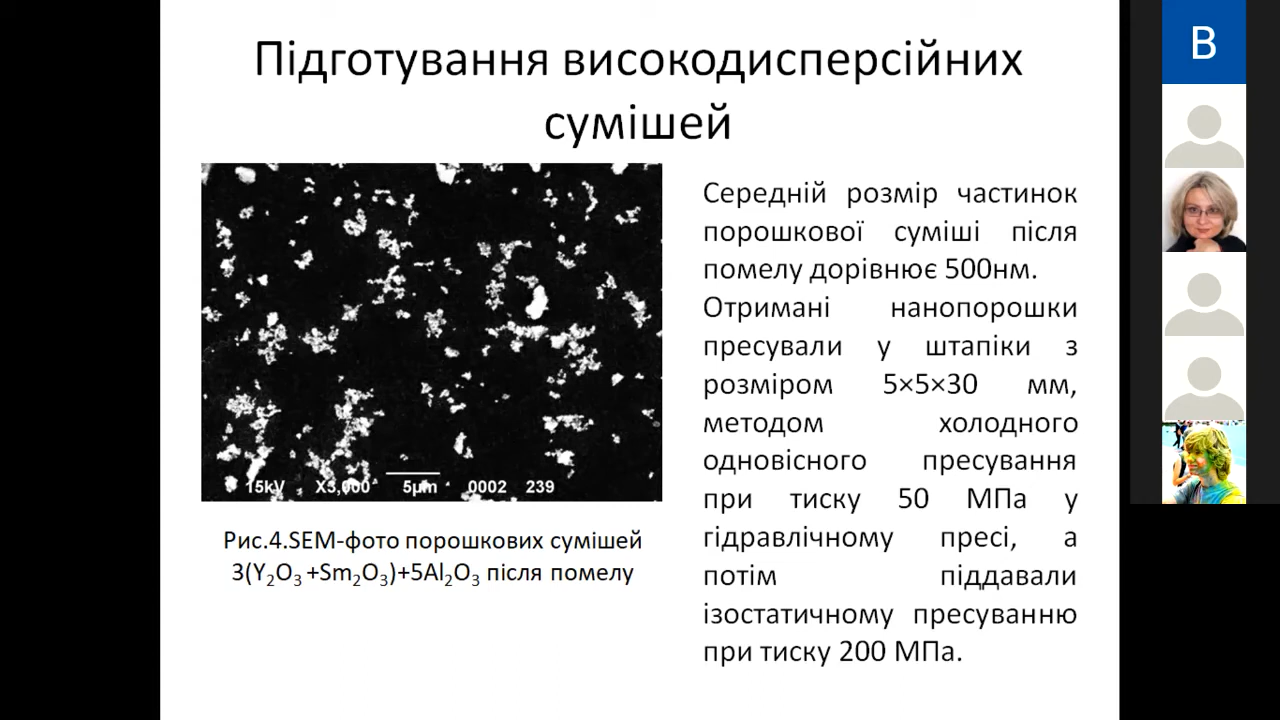 Підготування високодисперсійних
сумішей
Середній розмір частинок
порошкової суміші після
помелу дорівнює 500нм.
Отримані нанопорошки
пресували у штапіки з
розміром 5×5×30 мм,
методом холодного
одновісного пресування
при тиску 50 МПа у
гідравлічному пресі, а
потім піддавали
ізостатичному пресуванню
при тиску 200 МПа.
15kV X3,000 5µm 0002 239
Рис.4.SEM-фото порошкових сумішей
3(Y₂O₃ +Sm₂O₃)+5Al₂O₃ після помелу
B